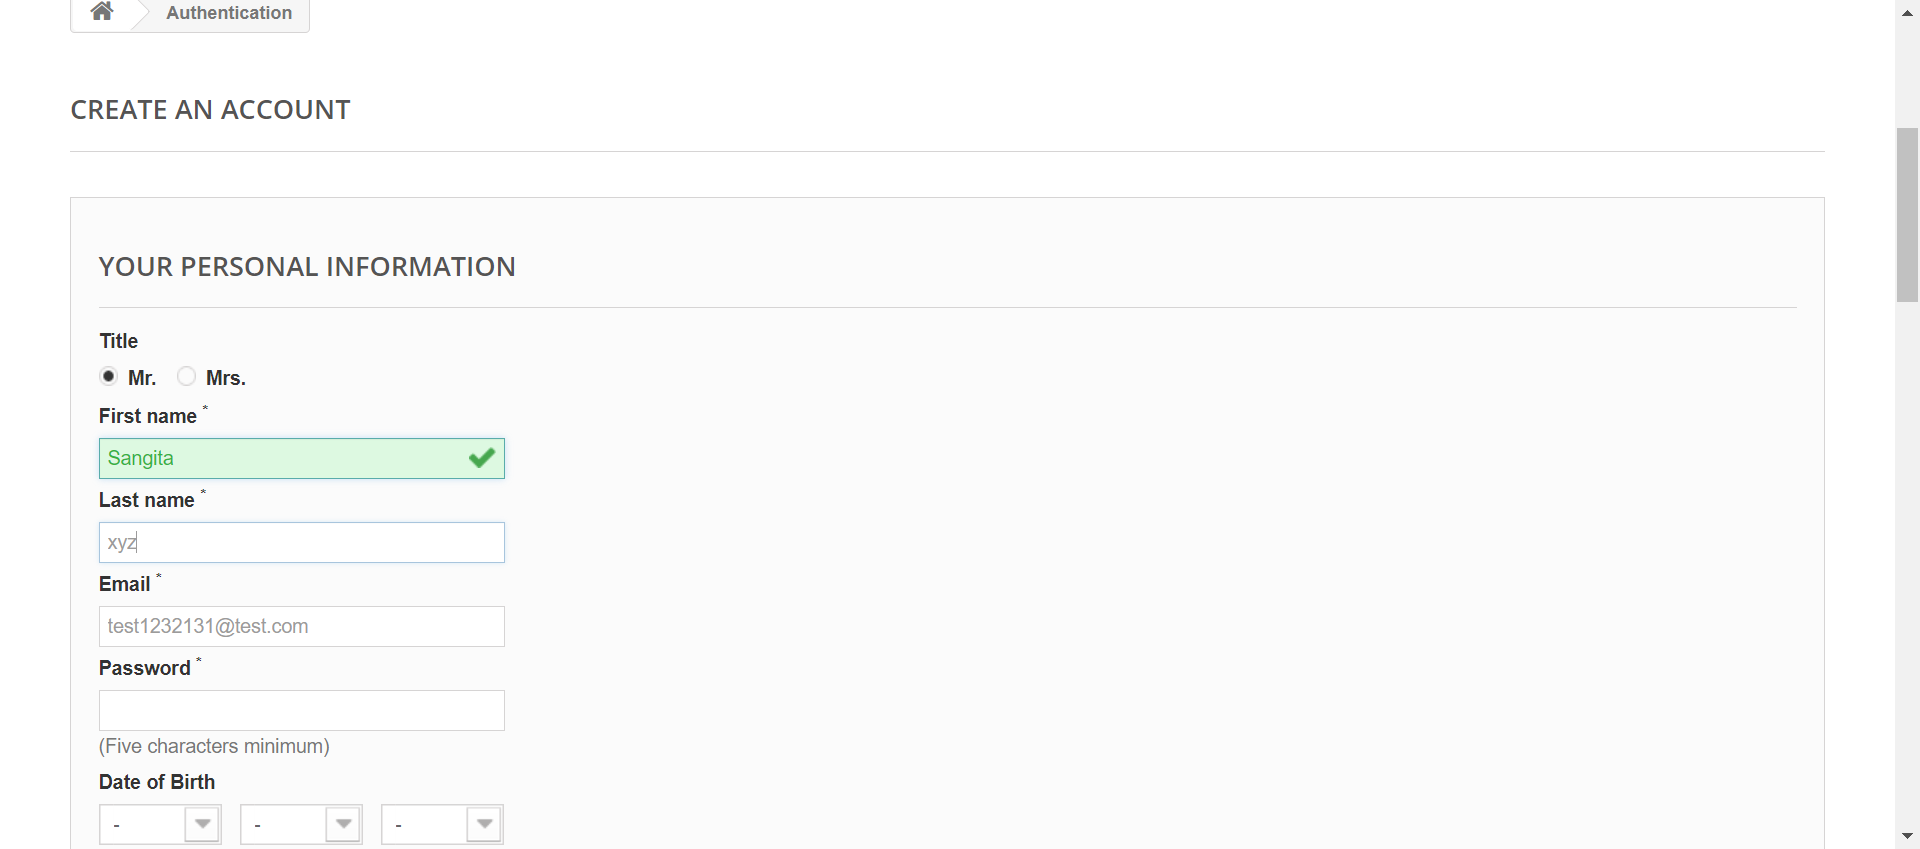 Authentication
CREATE AN ACCOUNT
YOUR PERSONAL INFORMATION
Title
Mr. Mrs.
First name *
Sangita
Last name *
xyz
Email *
test1232131@test.com
Password *
(Five characters minimum)
Date of Birth
- - -